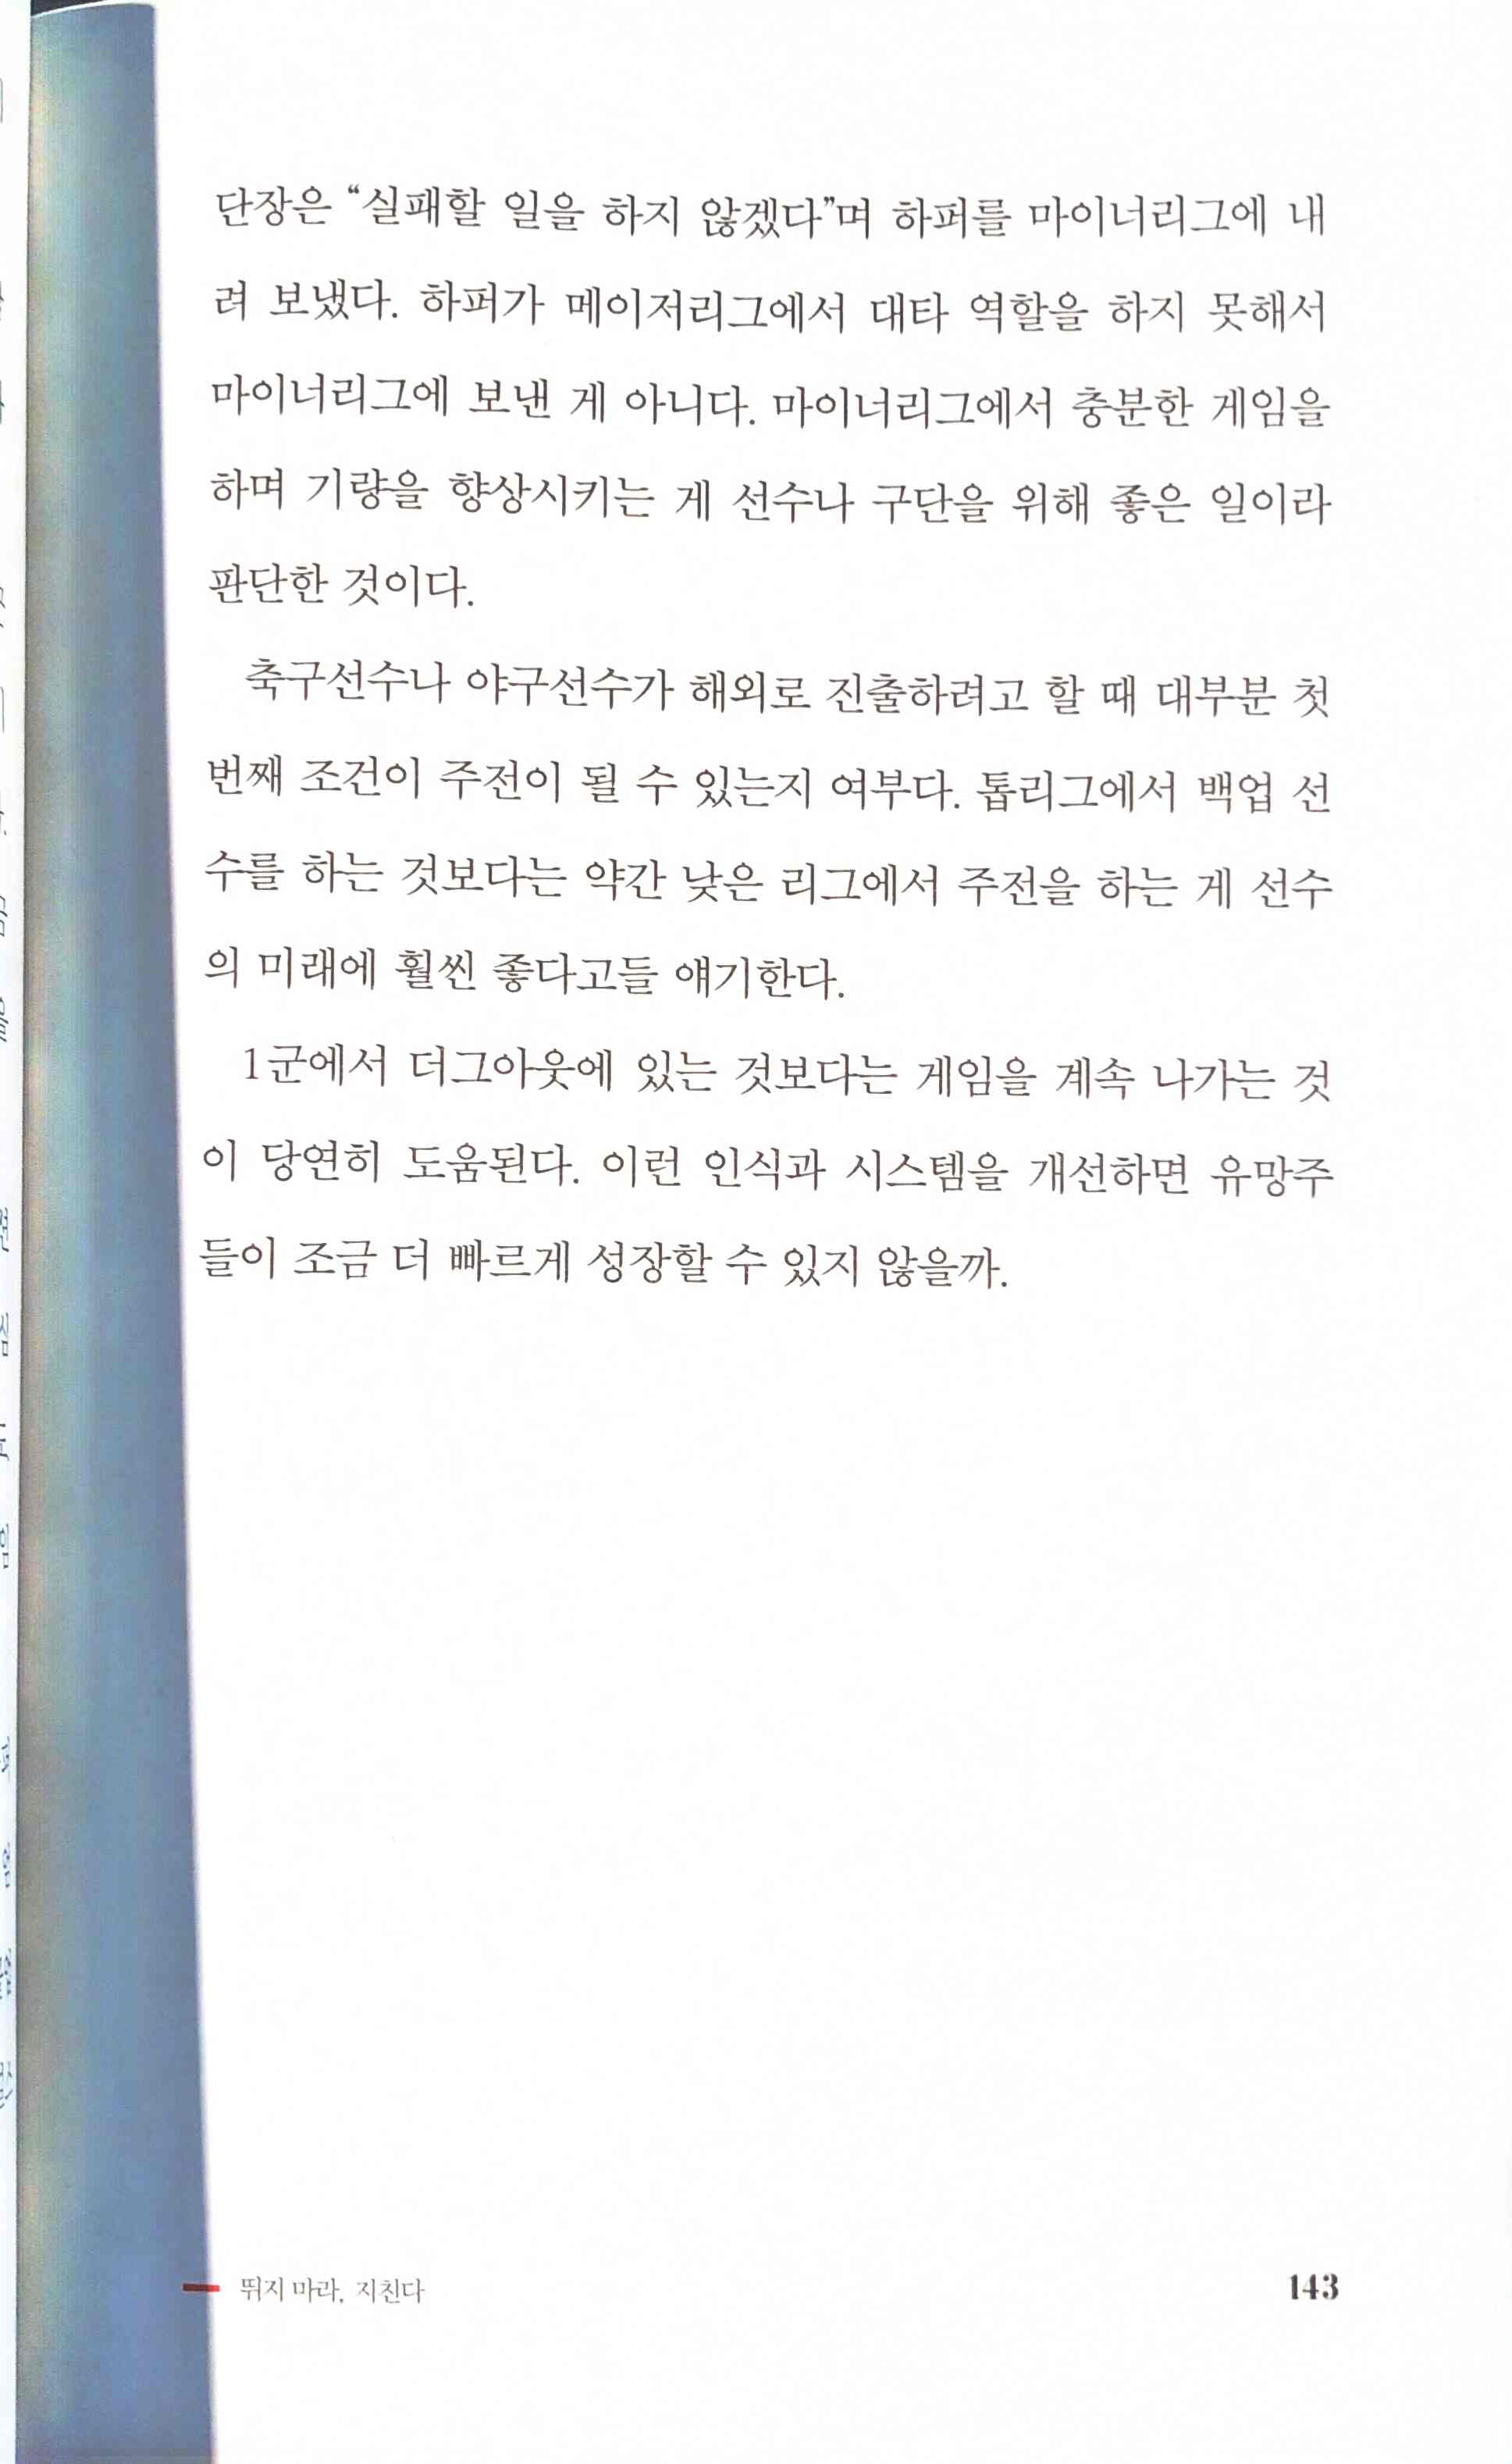 단장은 “실패할 일을 하지 않겠다”며 하퍼를 마이너리그에 내
려 보냈다. 하퍼가 메이저리그에서 대타 역할을 하지 못해서
마이너리그에 보낸 게 아니다. 마이너리그에서 충분한 게임을
하며 기량을 향상시키는 게 선수나 구단을 위해 좋은 일이라
판단한 것이다.
축구선수나 야구선수가 해외로 진출하려고 할 때 대부분 첫
번째 조건이 주전이 될 수 있는지 여부다. 톱리그에서 백업 선
수를 하는 것보다는 약간 낮은 리그에서 주전을 하는 게 선수
의 미래에 훨씬 좋다고들 얘기한다.
1군에서 더그아웃에 있는 것보다는 게임을 계속 나가는 것
이 당연히 도움된다. 이런 인식과 시스템을 개선하면 유망주
들이 조금 더 빠르게 성장할 수 있지 않을까.
뛰지 마라, 지친다
143